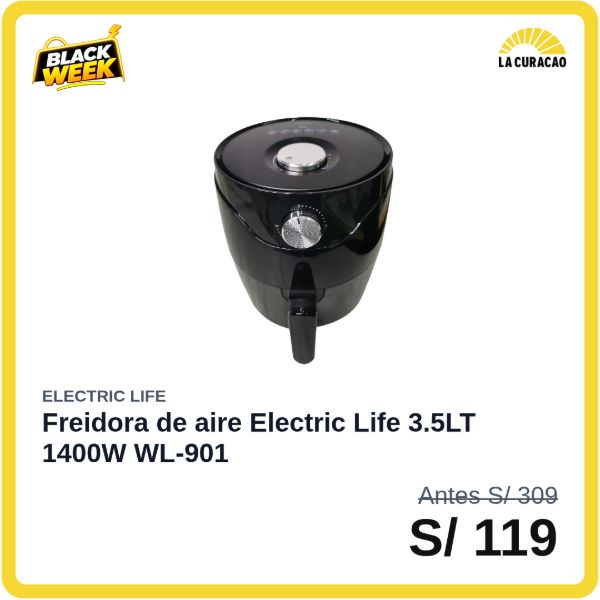 BLACK
WEEK
LA CURACAO
ELECTRIC LIFE
Freidora de aire Electric Life 3.5LT
1400W WL-901
Antes S/ 309
S/ 119